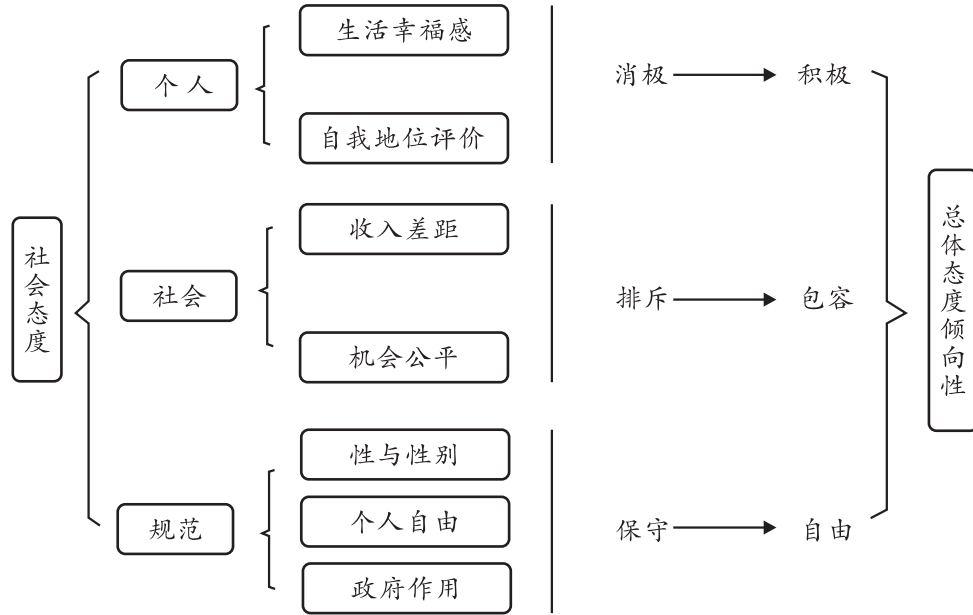 社会态度
个人
生活幸福感
自我地位评价
消极
积极
社会
收入差距
机会公平
排斥
包容
规范
性与性别
个人自由
政府作用
保守
自由
总体态度倾向性